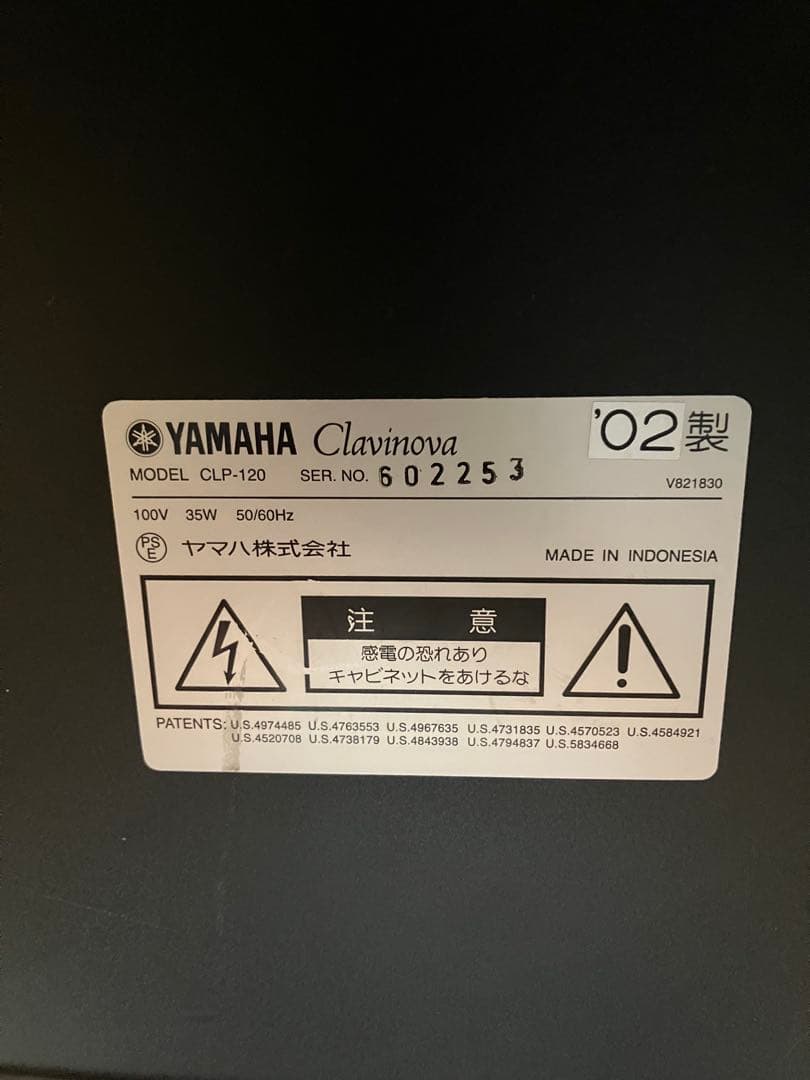 YAMAHA Clavinova '02製
MODEL CLP-120 SER. NO. 602253 V821830
100V 35W 50/60Hz
PSE ヤマハ株式会社 MADE IN INDONESIA
注意
感電の恐れあり
キャビネットをあけるな
PATENTS: U.S.4974485 U.S.4763553 U.S.4967635 U.S.4731835 U.S.4570523 U.S.4584921
U.S.4520708 U.S.4738179 U.S.4843938 U.S.4794837 U.S.5834668